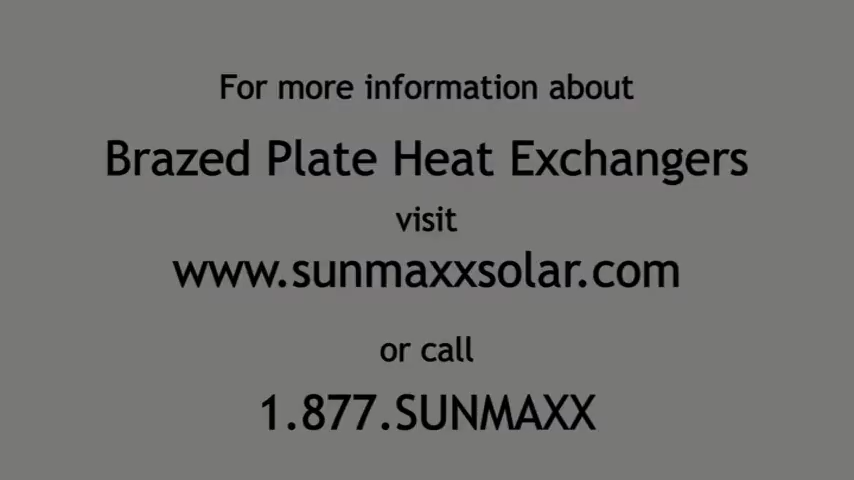 For more information about
Brazed Plate Heat Exchangers
visit
www.sunmaxxsolar.com
or call
1.877.SUNMAXX